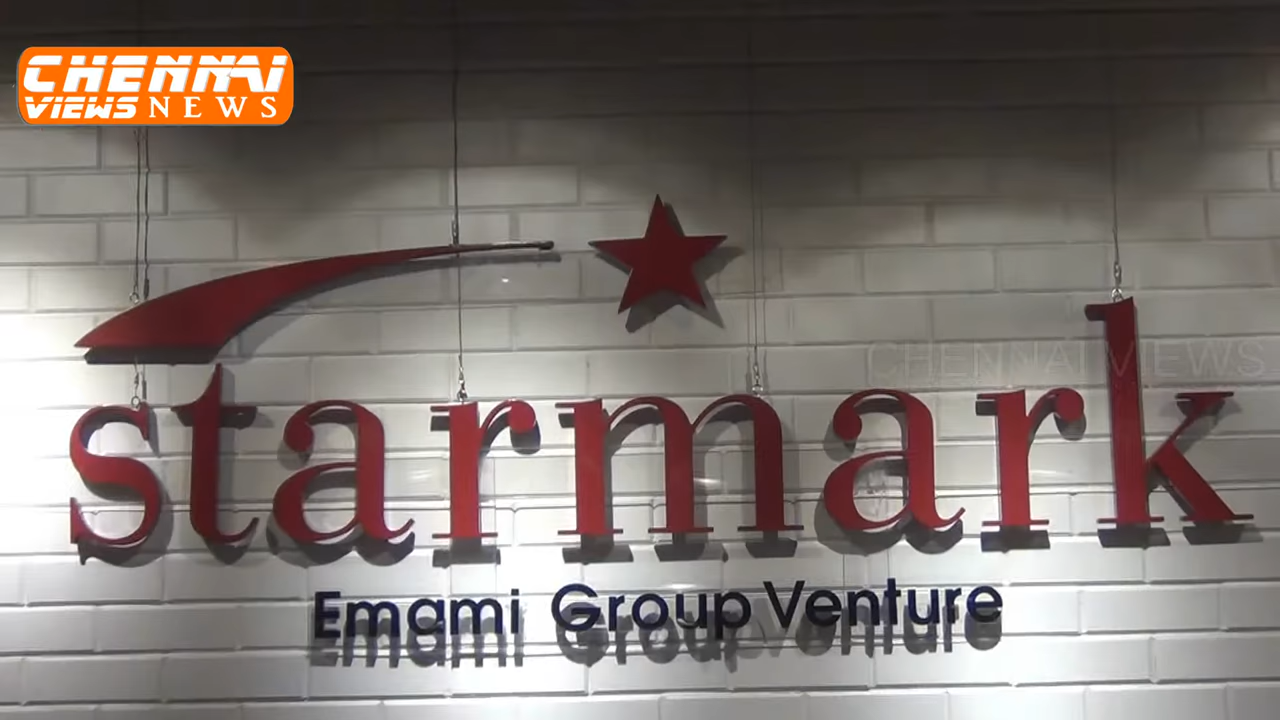 CHENNAI
VIEWS NEWS
CHENNAI VIEWS
starmark
Emami Group Venture